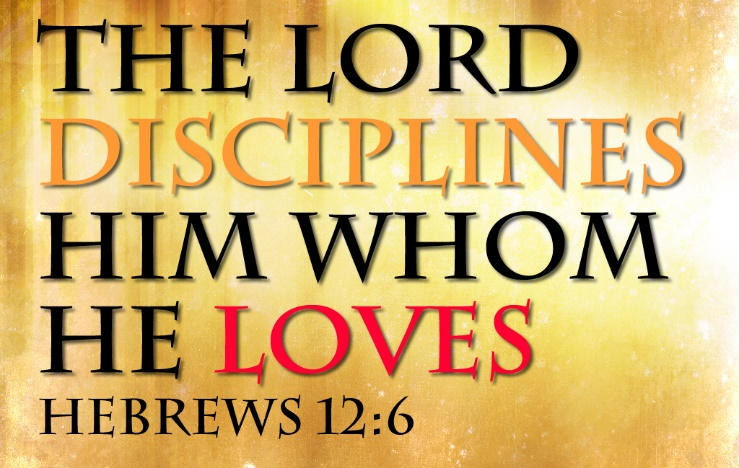 THE LORD
DISCIPLINES
HIM WHOM
HE LOVES
HEBREWS 12:6